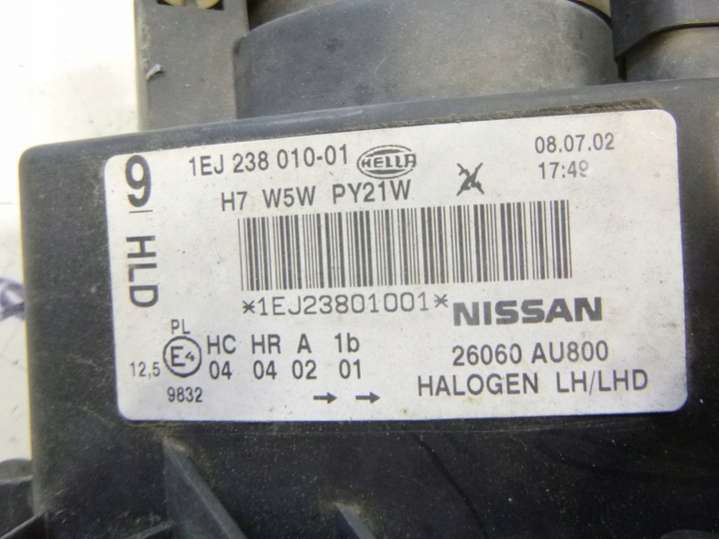 9 HLD
1EJ 238 010-01 HELLA 08.07.02
H7 W5W PY21W 17:49
*1EJ23801001* NISSAN
PL
12,5 E4 HC HR A 1b 26060 AU800
04 04 02 01
9832 → → HALOGEN LH/LHD